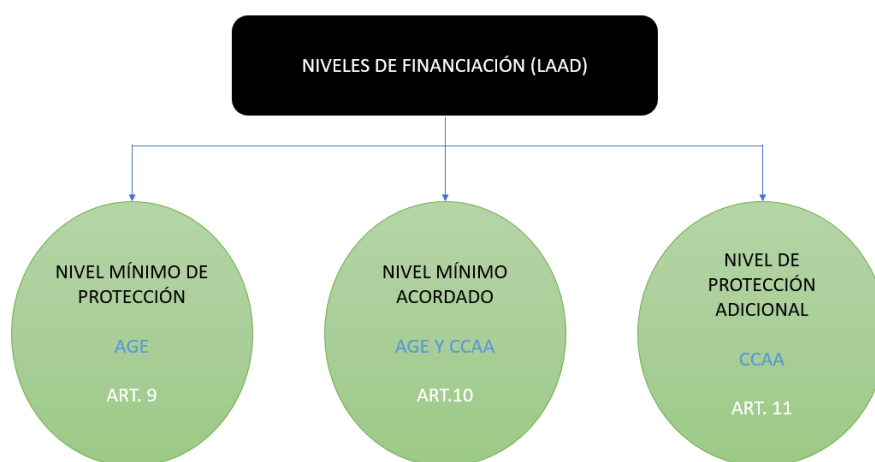 NIVELES DE FINANCIACIÓN (LAAD)
NIVEL MÍNIMO DE
PROTECCIÓN
AGE
ART. 9
NIVEL MÍNIMO
ACORDADO
AGE Y CCAA
ART.10
NIVEL DE
PROTECCIÓN
ADICIONAL
CCAA
ART. 11